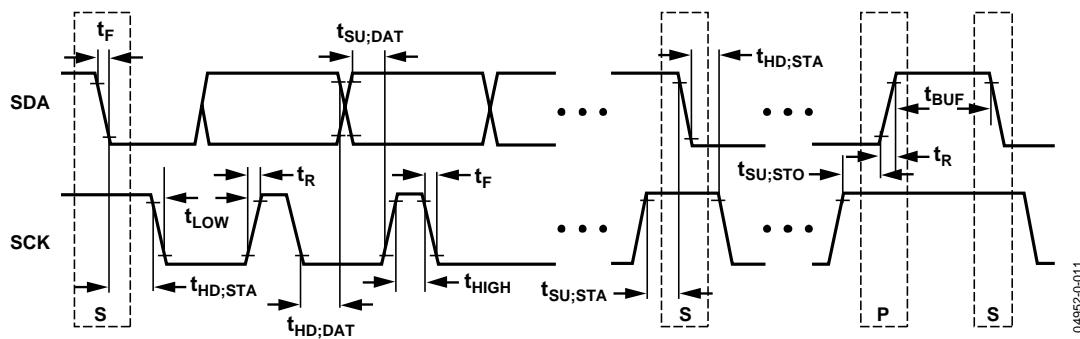 tF
tSU;DAT
tHD;STA
SDA
tBUF
tR
tSU;STO
tR
tF
tLOW
SCK
tHD;STA
tHIGH
tSU;STA
tHD;DAT
S
S
P
S
04952-0-011